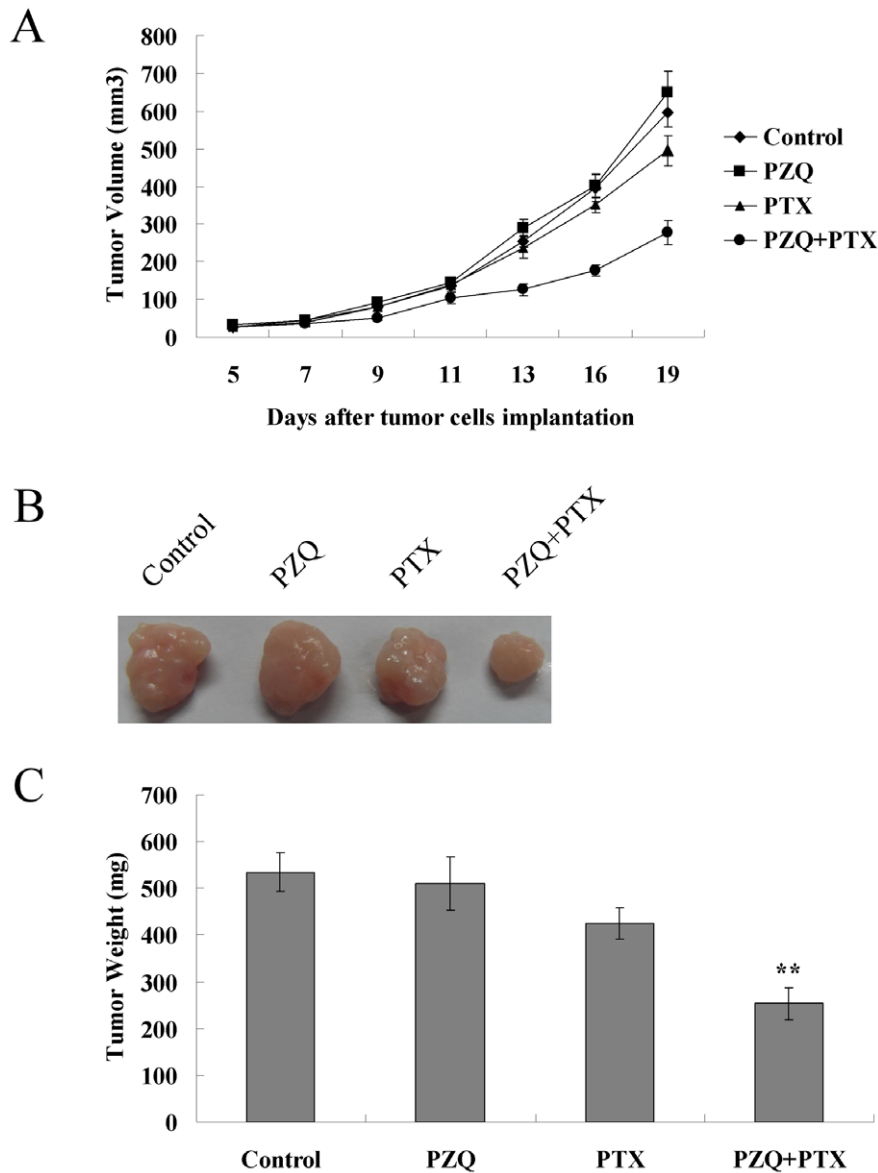 A
800
700
600
500
400
300
200
100
0
Tumor Volume (mm3)
5 7 9 11 13 16 19
Days after tumor cells implantation
Control
PZQ
PTX
PZQ+PTX
B
Control PZQ PTX PZQ+PTX
C
700
600
500
400
300
200
100
0
Tumor Weight (mg)
**
Control PZQ PTX PZQ+PTX